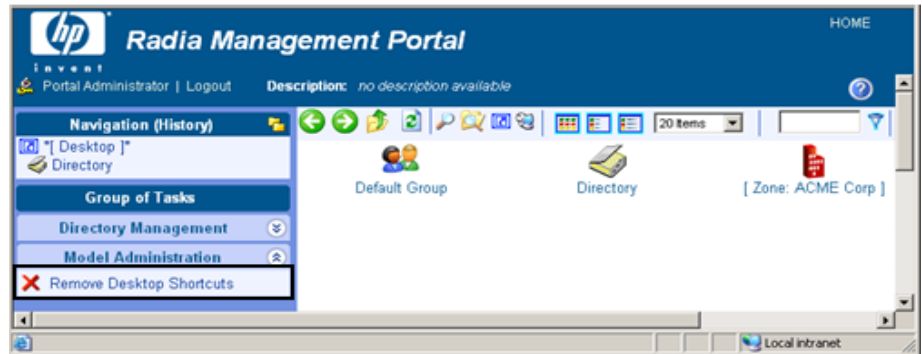 HOME
hp
invent
Radia Management Portal
Portal Administrator | Logout
Description: no description available
?
Navigation (History)
"[ Desktop ]"
Directory
20 Items
Group of Tasks
Directory Management
Model Administration
Remove Desktop Shortcuts
Default Group
Directory
[ Zone: ACME Corp ]
Local intranet